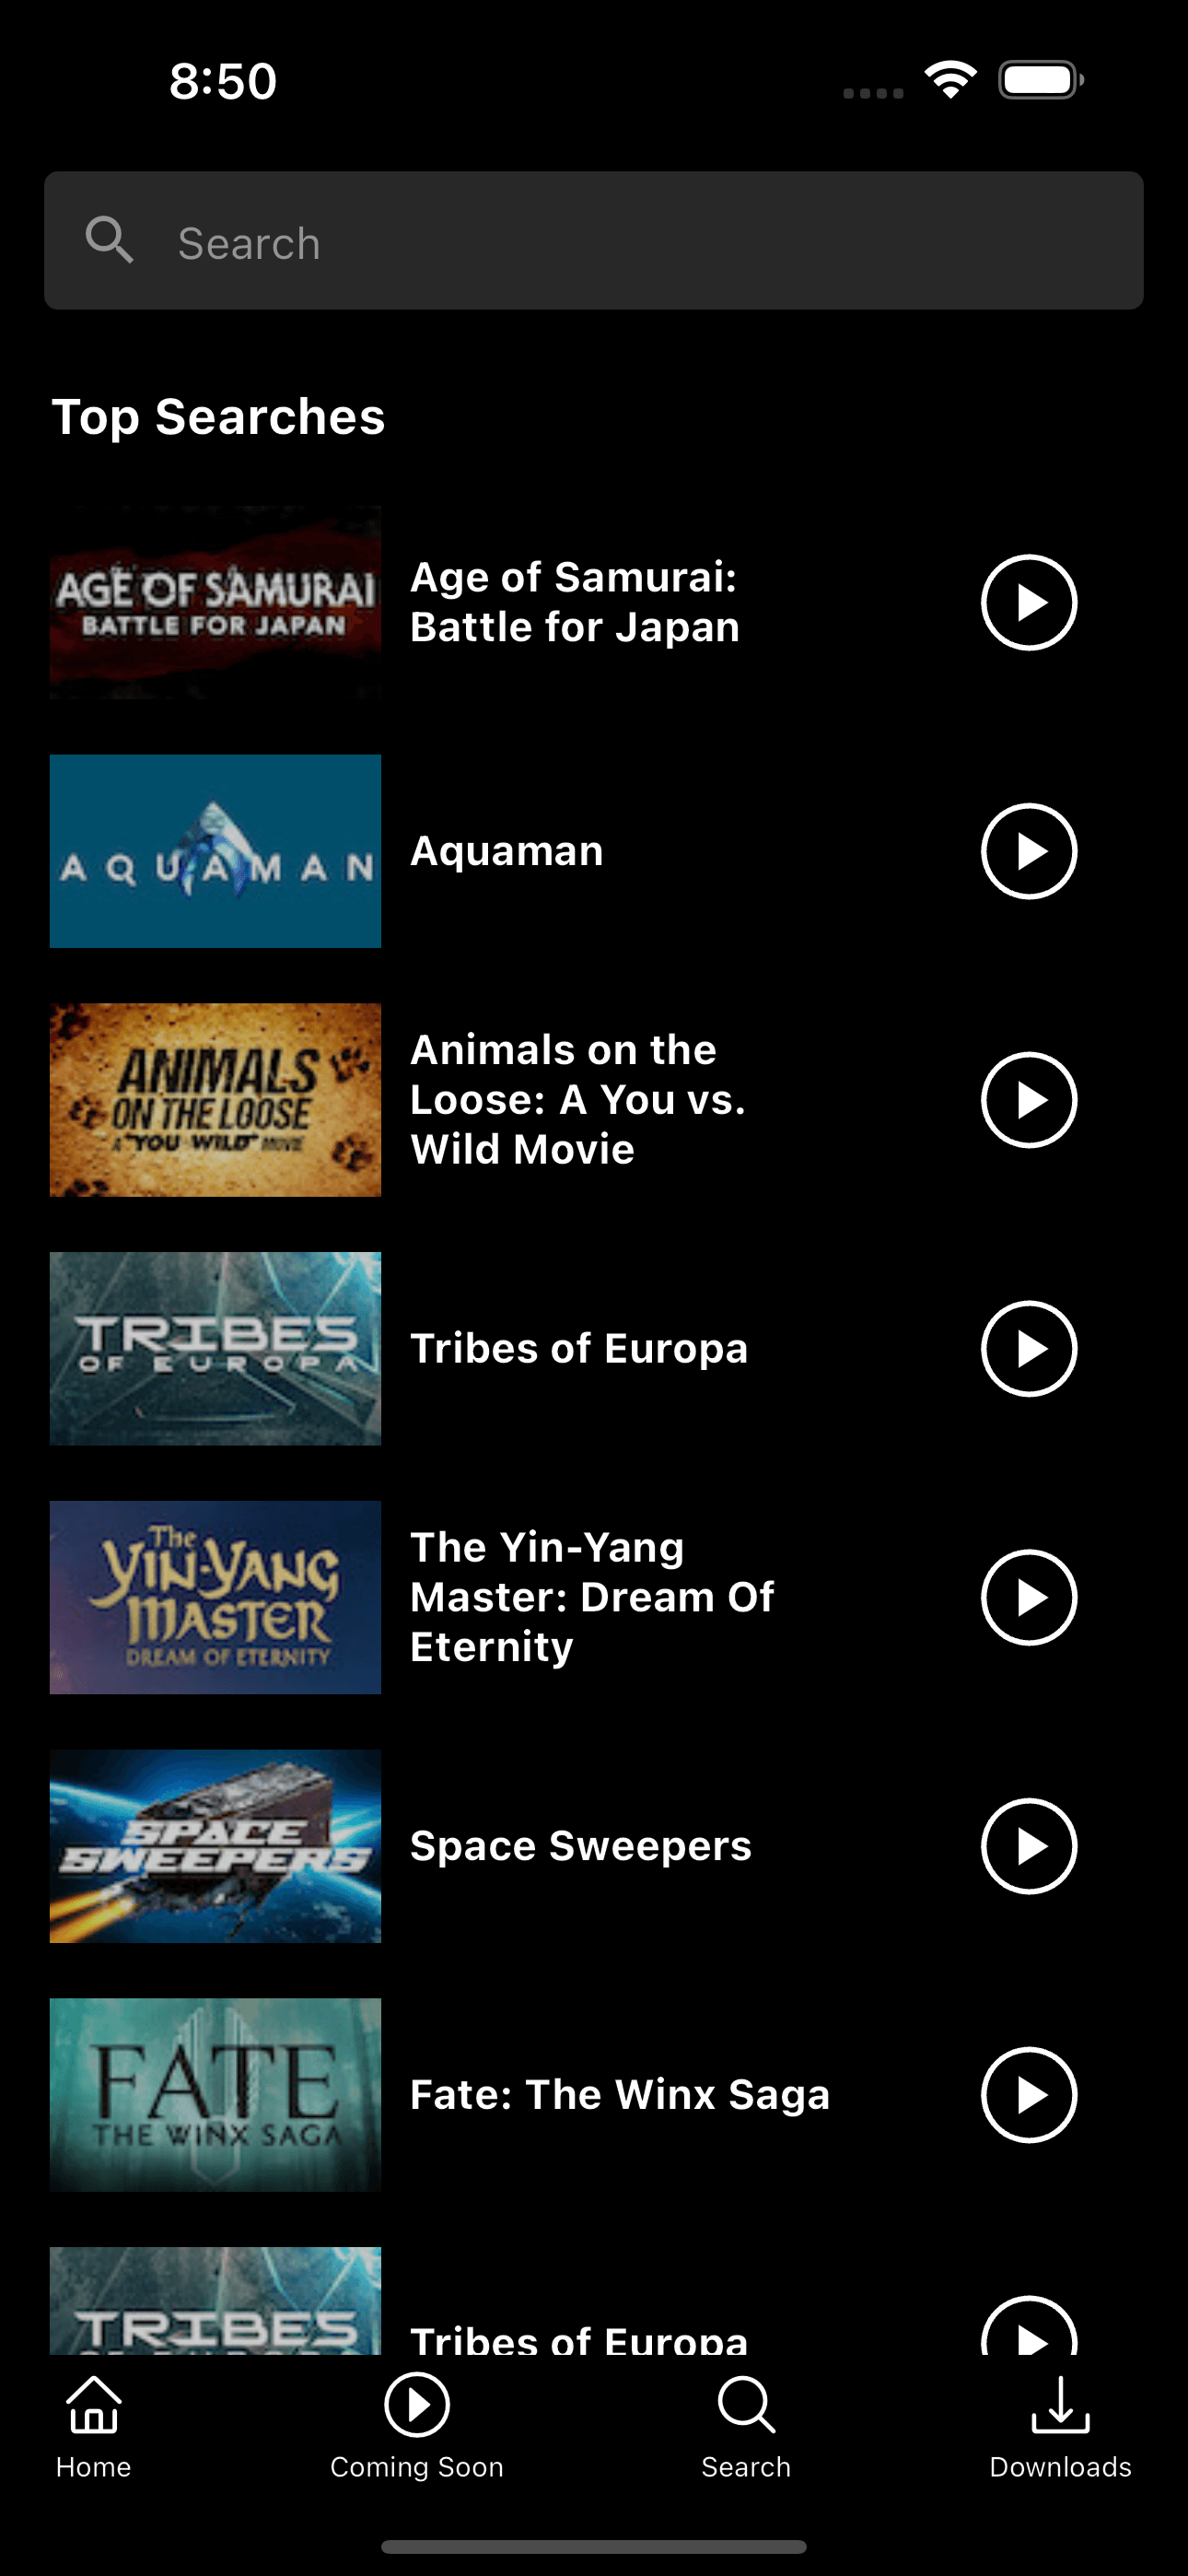 8:50
Search
Top Searches
AGE OF SAMURAI
BATTLE FOR JAPAN
Age of Samurai:
Battle for Japan
AQUAMAN
Aquaman
ANIMALS
ON THE LOOSE
A "YOU VS WILD" MOVIE
Animals on the
Loose: A You vs.
Wild Movie
TRIBES
OF EUROPA
Tribes of Europa
The
YIN-YANG
MASTER
DREAM OF ETERNITY
The Yin-Yang
Master: Dream Of
Eternity
SPACE
SWEEPERS
Space Sweepers
FATE
THE WINX SAGA
Fate: The Winx Saga
TRIBES
OF EUROPA
Tribes of Europa
Home
Coming Soon
Search
Downloads